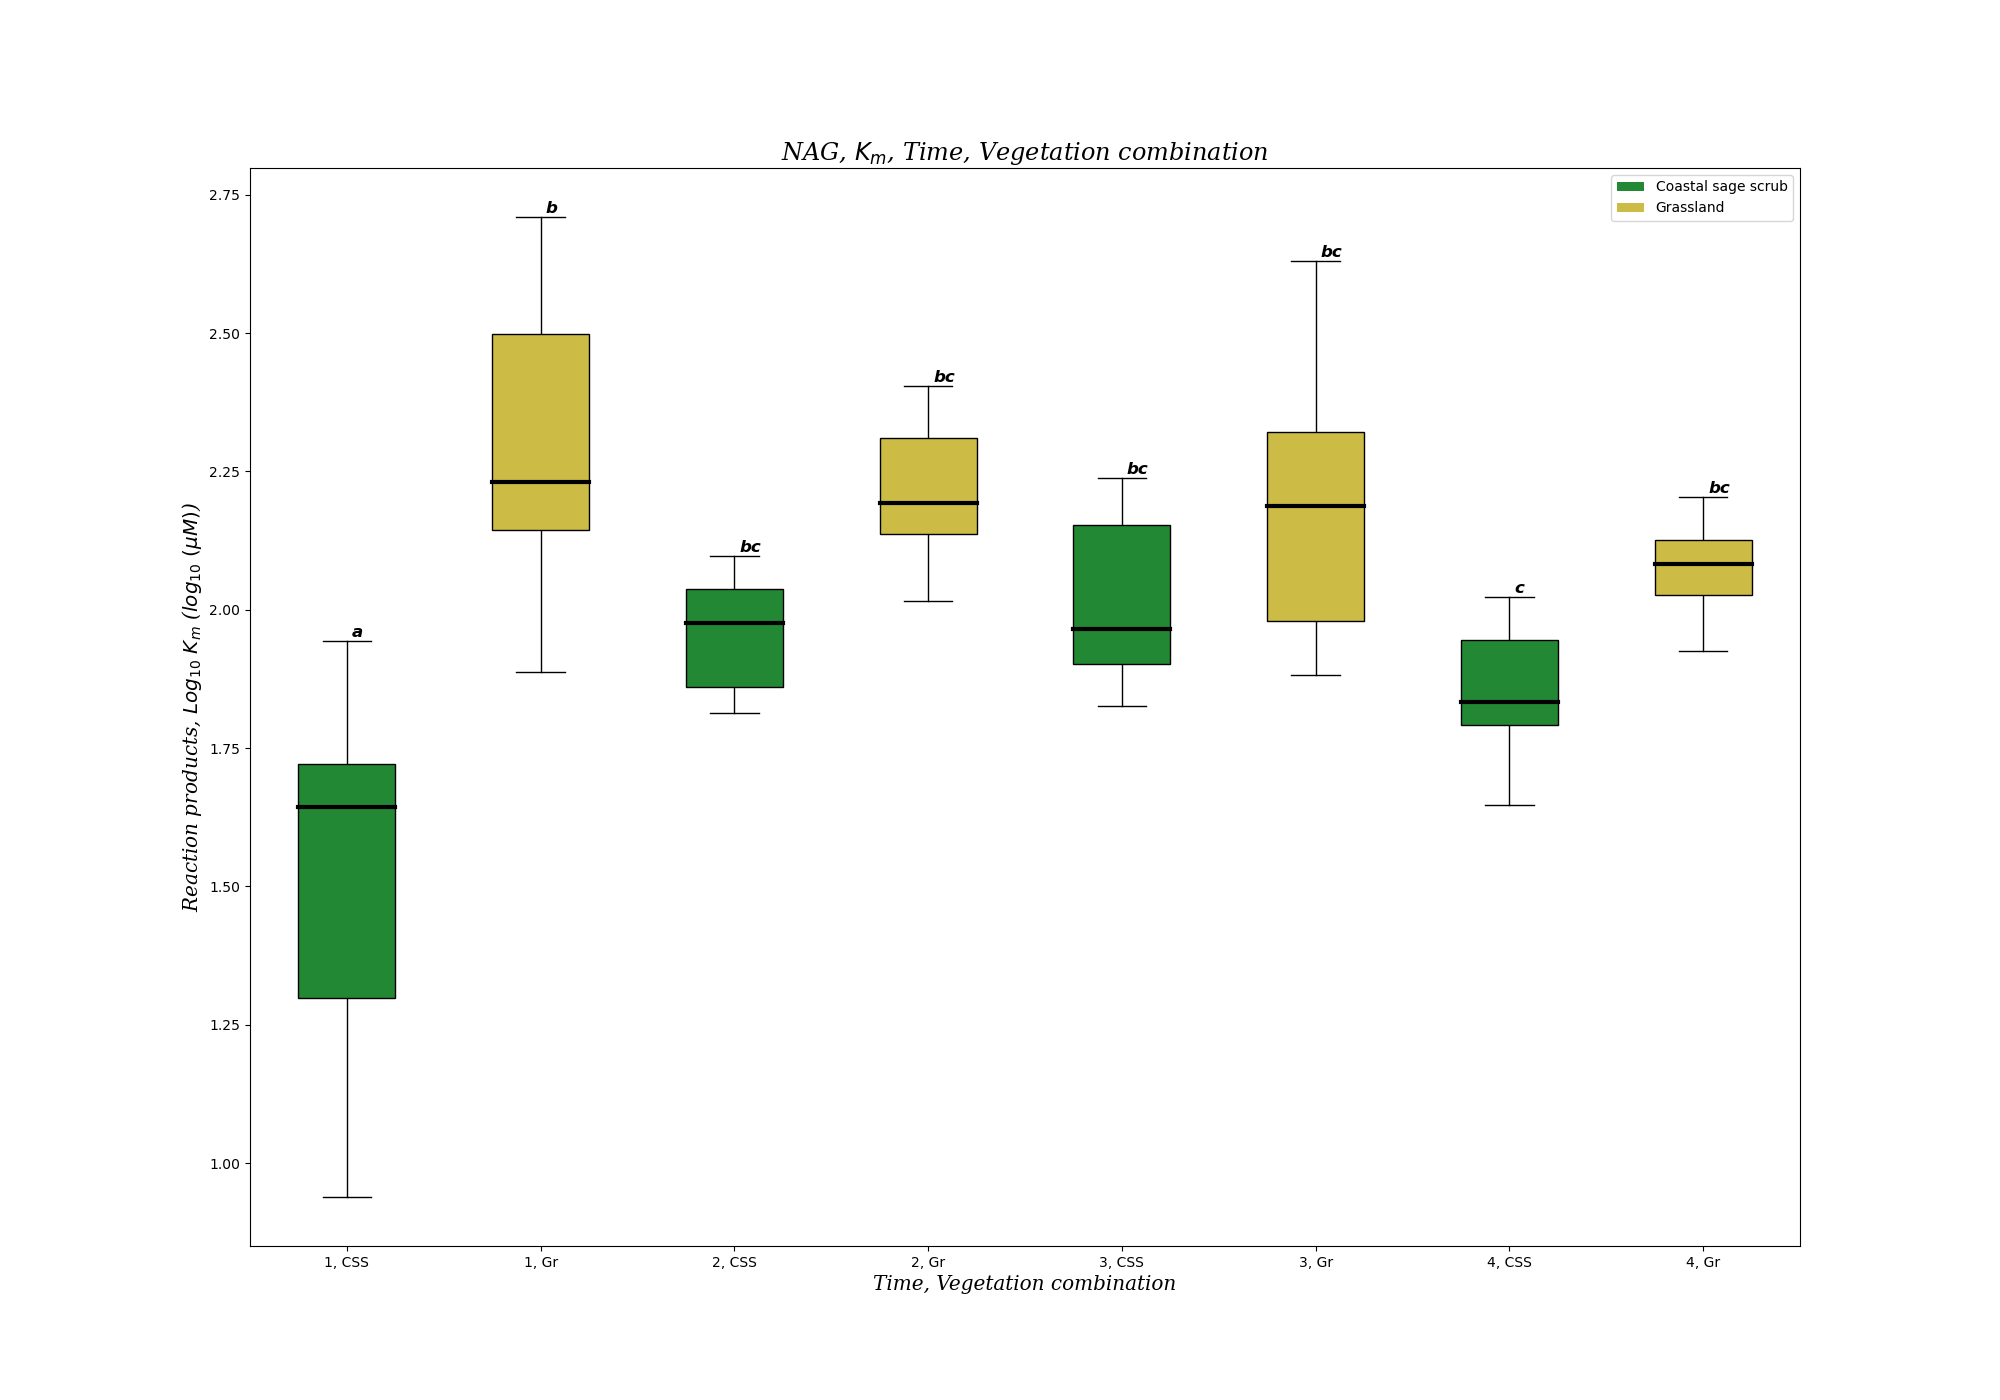 NAG, Km, Time, Vegetation combination
Coastal sage scrub
Grassland
Reaction products, Log10 Km (log10 (μM))
2.75
2.50
2.25
2.00
1.75
1.50
1.25
1.00
a
b
bc
bc
bc
bc
c
bc
1, CSS
1, Gr
2, CSS
2, Gr
3, CSS
3, Gr
4, CSS
4, Gr
Time, Vegetation combination